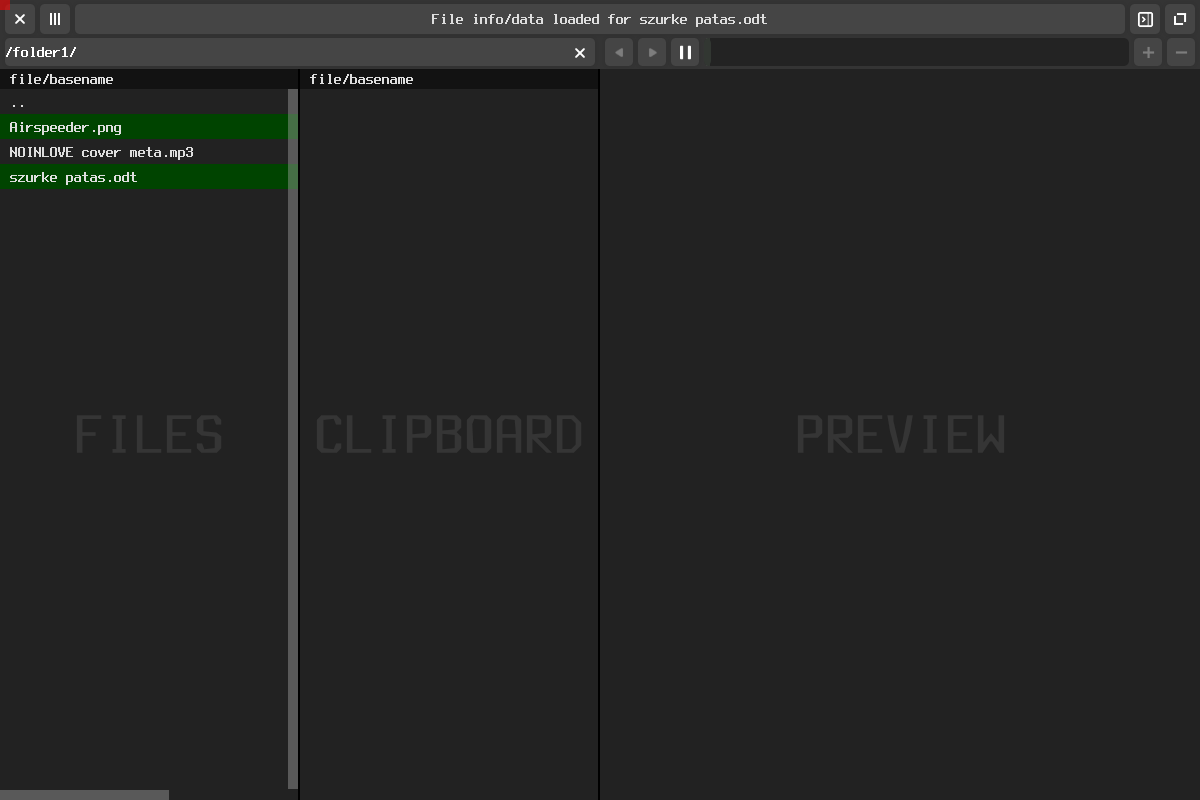 File info/data loaded for szurke patas.odt
/folder1/
file/basename
file/basename
..
Airspeeder.png
NOINLOVE cover meta.mp3
szurke patas.odt
FILES
CLIPBOARD
PREVIEW